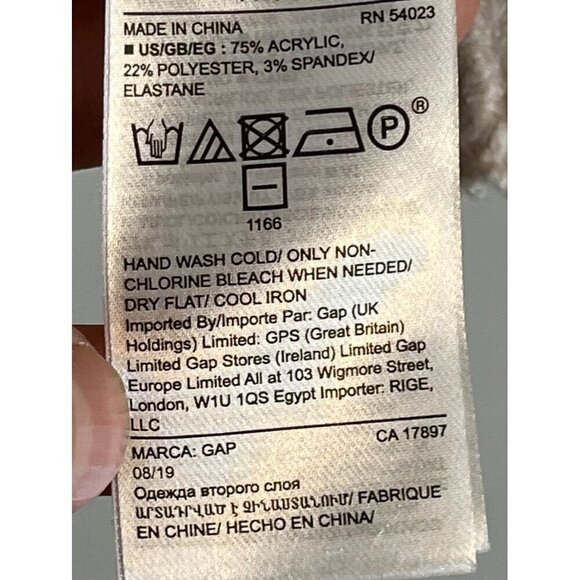 MADE IN CHINA RN 54023
■ US/GB/EG : 75% ACRYLIC,
22% POLYESTER, 3% SPANDEX/
ELASTANE
P ®
1166
HAND WASH COLD/ ONLY NON-
CHLORINE BLEACH WHEN NEEDED/
DRY FLAT/ COOL IRON
Imported By/Importe Par: Gap (UK
Holdings) Limited: GPS (Great Britain)
Limited Gap Stores (Ireland) Limited Gap
Europe Limited All at 103 Wigmore Street,
London, W1U 1QS Egypt Importer: RIGE,
LLC
MARCA: GAP CA 17897
08/19
Одежда второго слоя
ԱՐՏԱԴՐՎԱԾ Է ՉԻՆԱՍՏԱՆՈՒՄ/ FABRIQUE
EN CHINE/ HECHO EN CHINA/